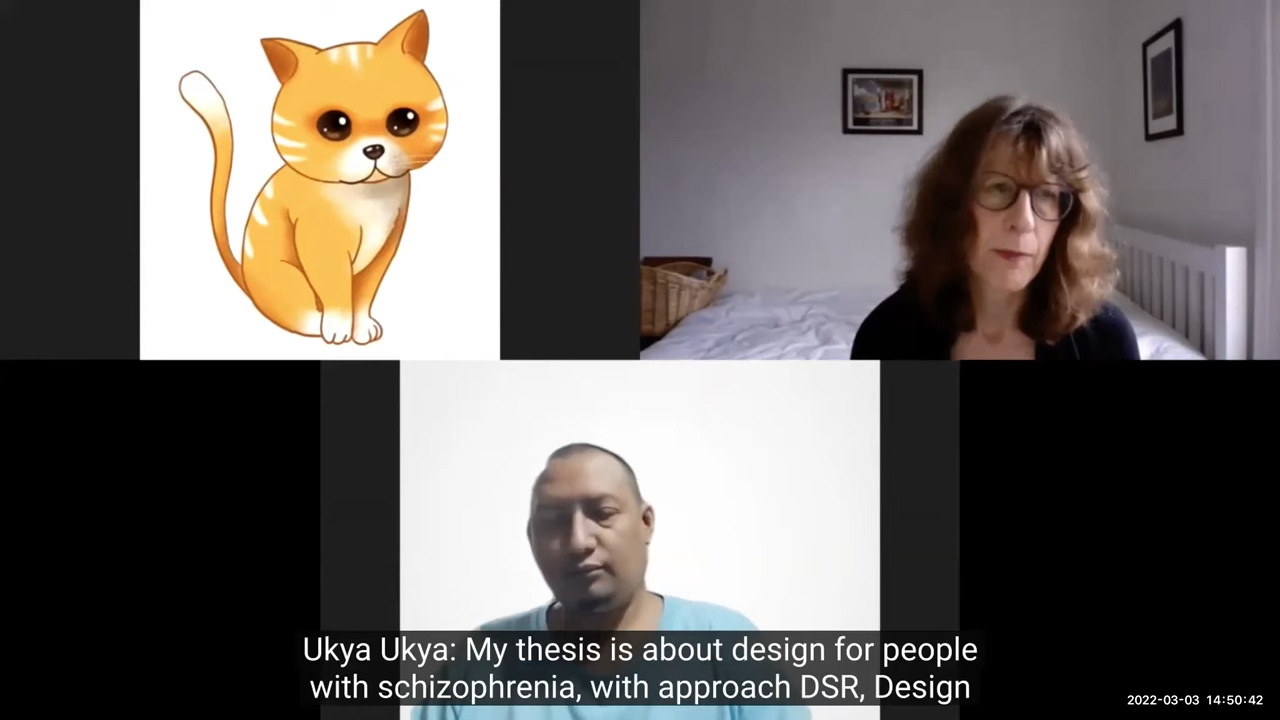 Ukya Ukya: My thesis is about design for people
with schizophrenia, with approach DSR, Design
2022-03-03 14:50:42